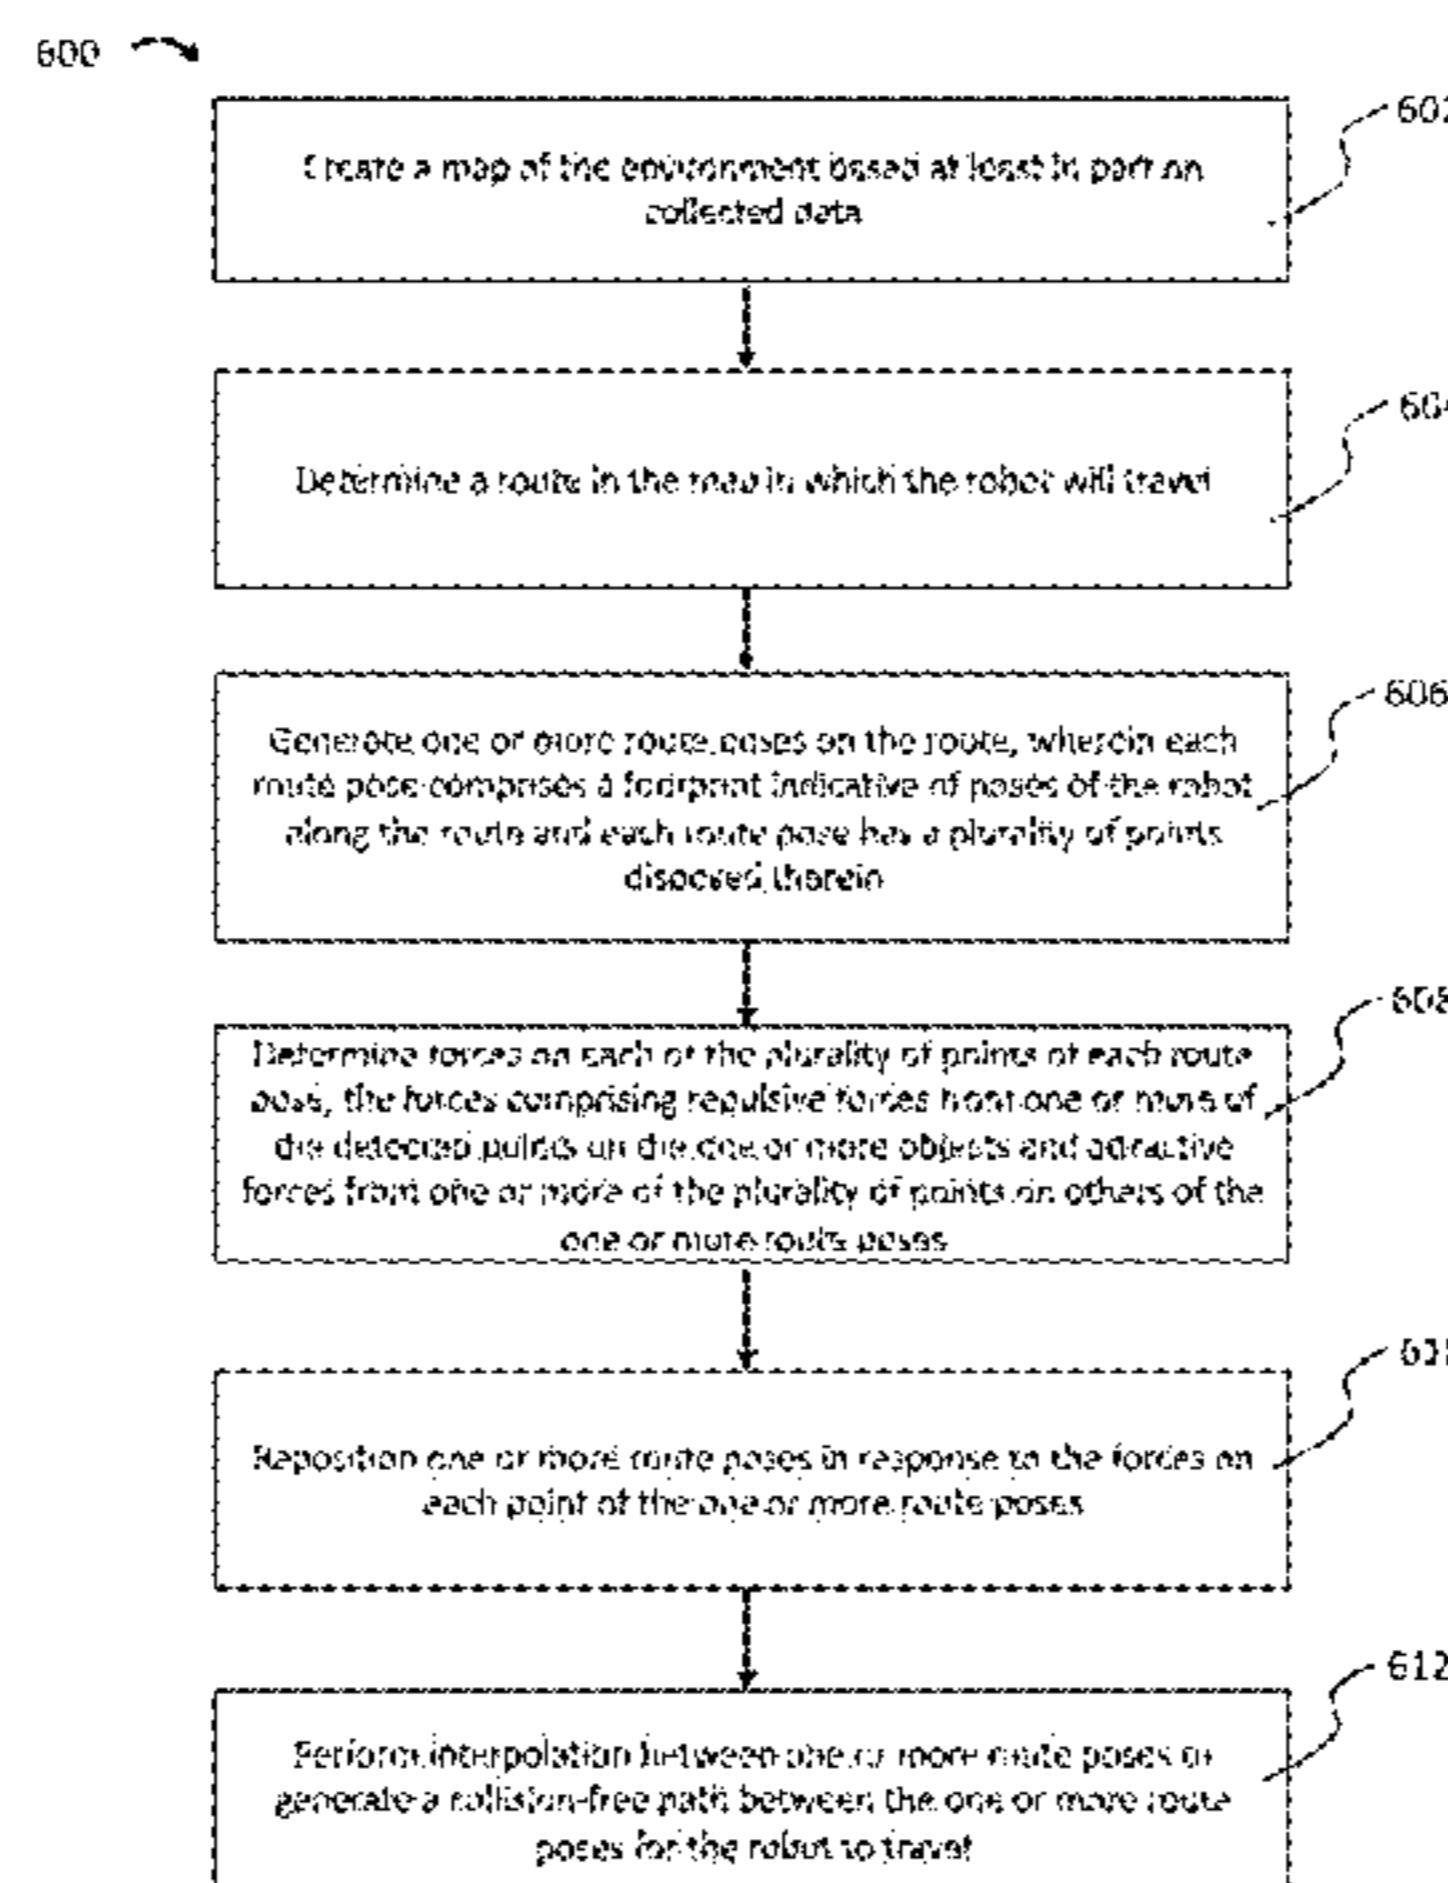 600
602
Create a map of the environment based at least in part on
collected data
604
Determine a route in the map in which the robot will travel
606
Generate one or more route poses on the route, wherein each
route pose comprises a footprint indicative of poses of the robot
along the route and each route pose has a plurality of points
disposed therein
608
Determine forces on each of the plurality of points of each route
pose, the forces comprising repulsive forces from one or more of
the detected points on the one or more objects and attractive
forces from one or more of the plurality of points on others of the
one or more route poses
Reposition one or more route poses in response to the forces on
each point of the one or more route poses
612
Perform interpolation between one or more route poses to
generate a collision-free path between the one or more route
poses for the robot to travel